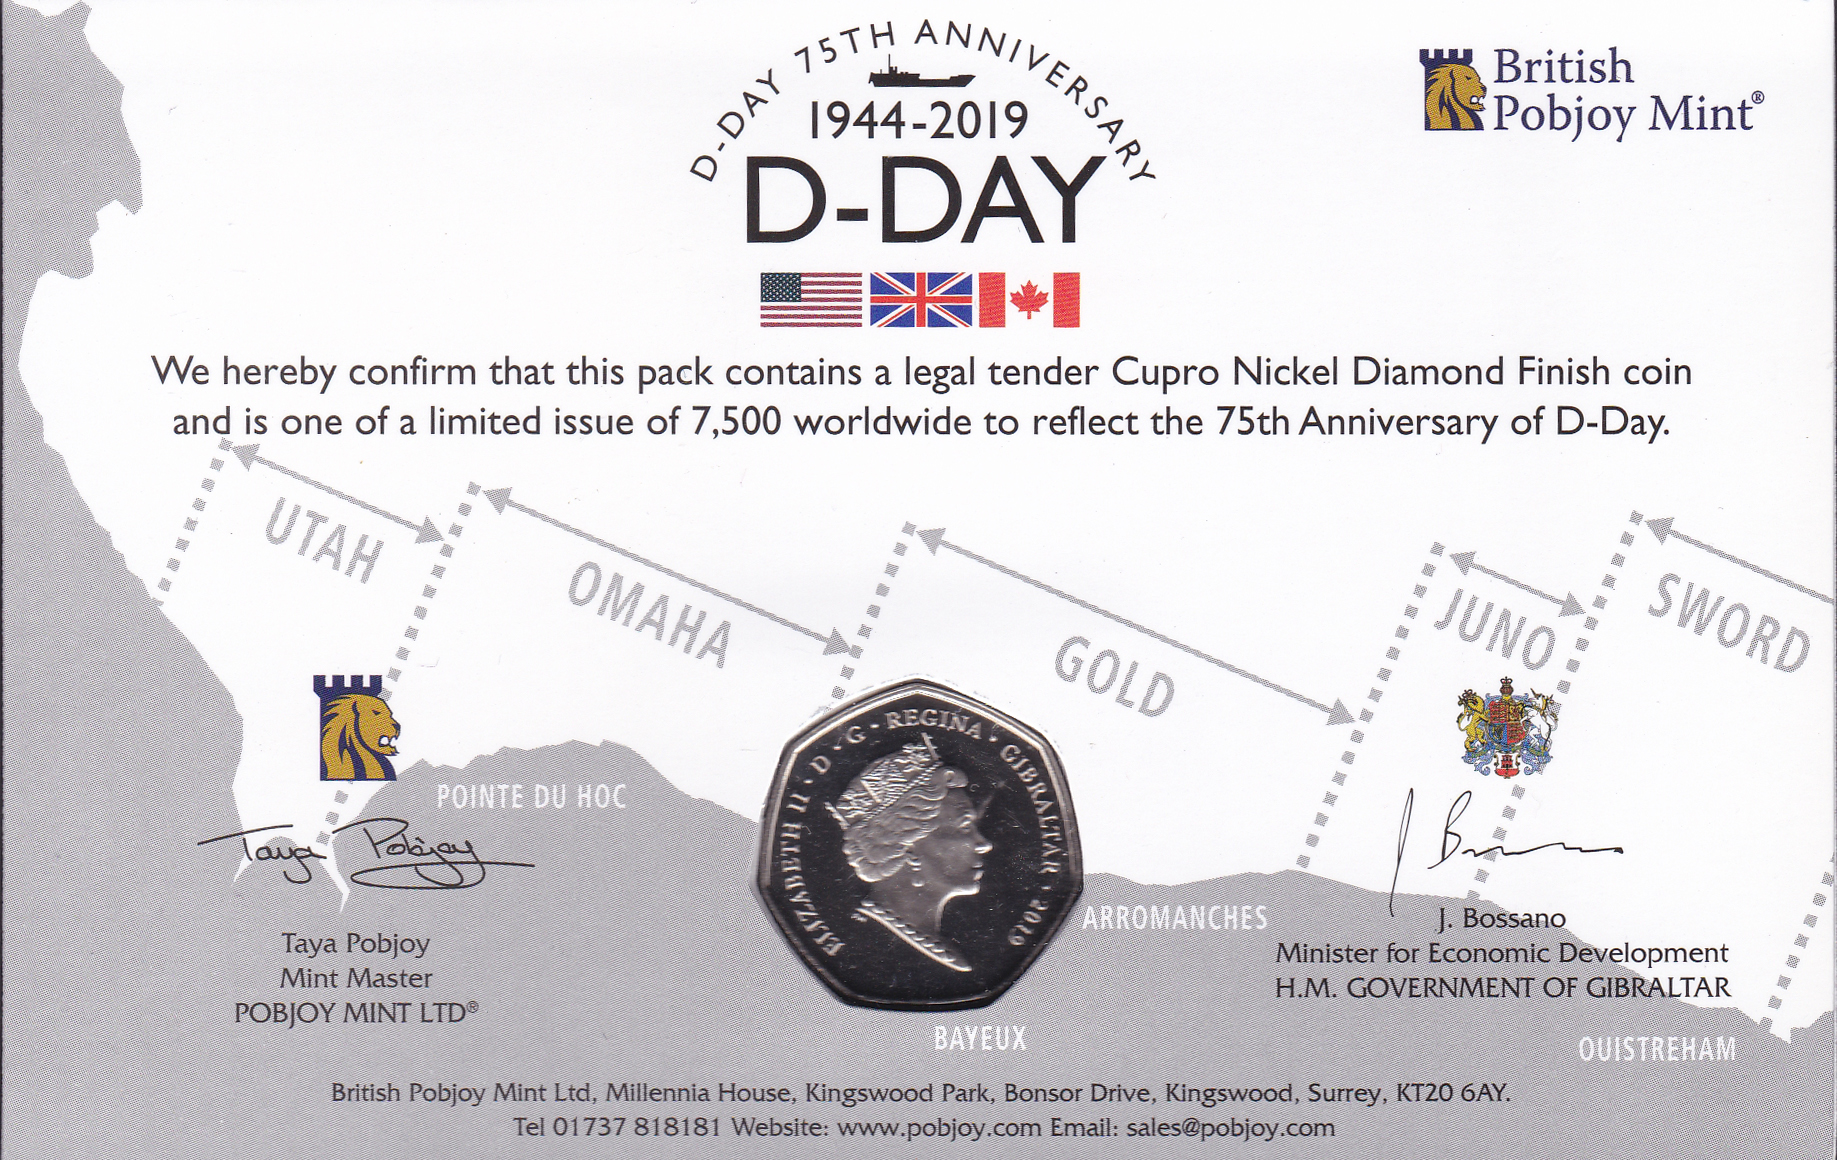 D-DAY 75TH ANNIVERSARY
1944-2019
D-DAY
British
Pobjoy Mint®
We hereby confirm that this pack contains a legal tender Cupro Nickel Diamond Finish coin
and is one of a limited issue of 7,500 worldwide to reflect the 75th Anniversary of D-Day.
UTAH
OMAHA
GOLD
JUNO
SWORD
POINTE DU HOC
ELIZABETH II · D · G · REGINA · GIBRALTAR · 2019
ARROMANCHES
BAYEUX
OUISTREHAM
Taya Pobjoy
Taya Pobjoy
Mint Master
POBJOY MINT LTD®
J. Bossano
Minister for Economic Development
H.M. GOVERNMENT OF GIBRALTAR
British Pobjoy Mint Ltd, Millennia House, Kingswood Park, Bonsor Drive, Kingswood, Surrey, KT20 6AY.
Tel 01737 818181 Website: www.pobjoy.com Email: sales@pobjoy.com